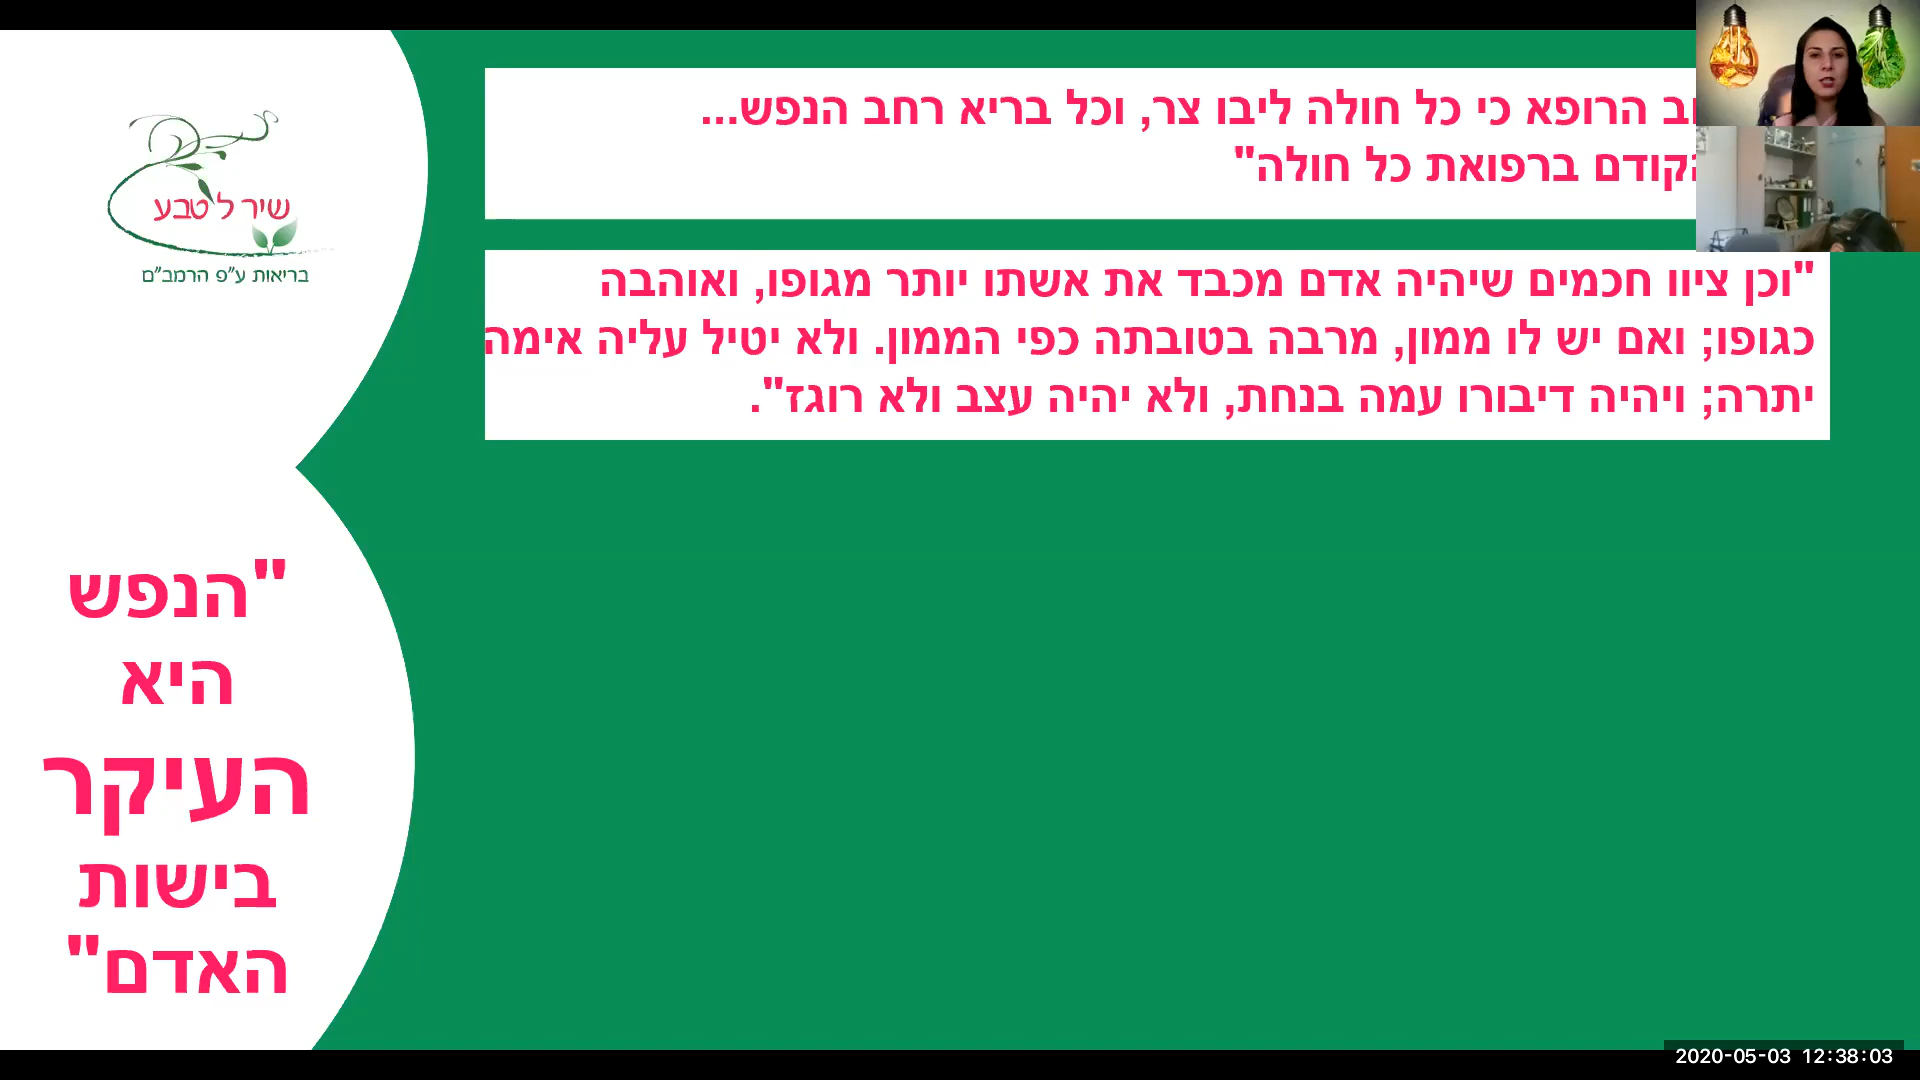 הרופא כי כל חולה ליבו צר, וכל בריא רחב הנפש...
ברפואת כל חולה"
"וכן ציוו חכמים שיהיה אדם מכבד את אשתו יותר מגופו, ואוהבה
כגופו; ואם יש לו ממון, מרבה בטובתה כפי הממון. ולא יטיל עליה אימה
יתרה; ויהיה דיבורו עמה בנחת, ולא יהיה עצב ולא רוגז".
שיר לטבע
בריאות ע"פ הרמב"ם
"הנפש
היא
העיקר
בישות
האדם"
2020-05-03 12:38:03